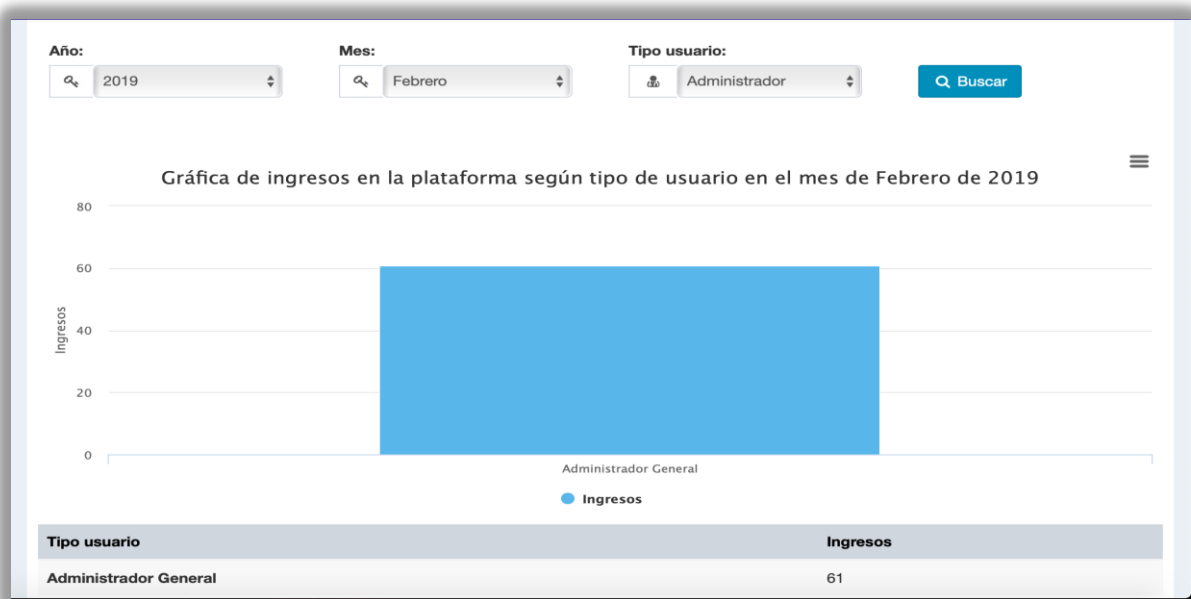 Año: Mes: Tipo usuario:
2019 Febrero Administrador Buscar
Gráfica de ingresos en la plataforma según tipo de usuario en el mes de Febrero de 2019
80
60
40
20
0
Ingresos
Administrador General
Ingresos
Tipo usuario Ingresos
Administrador General 61